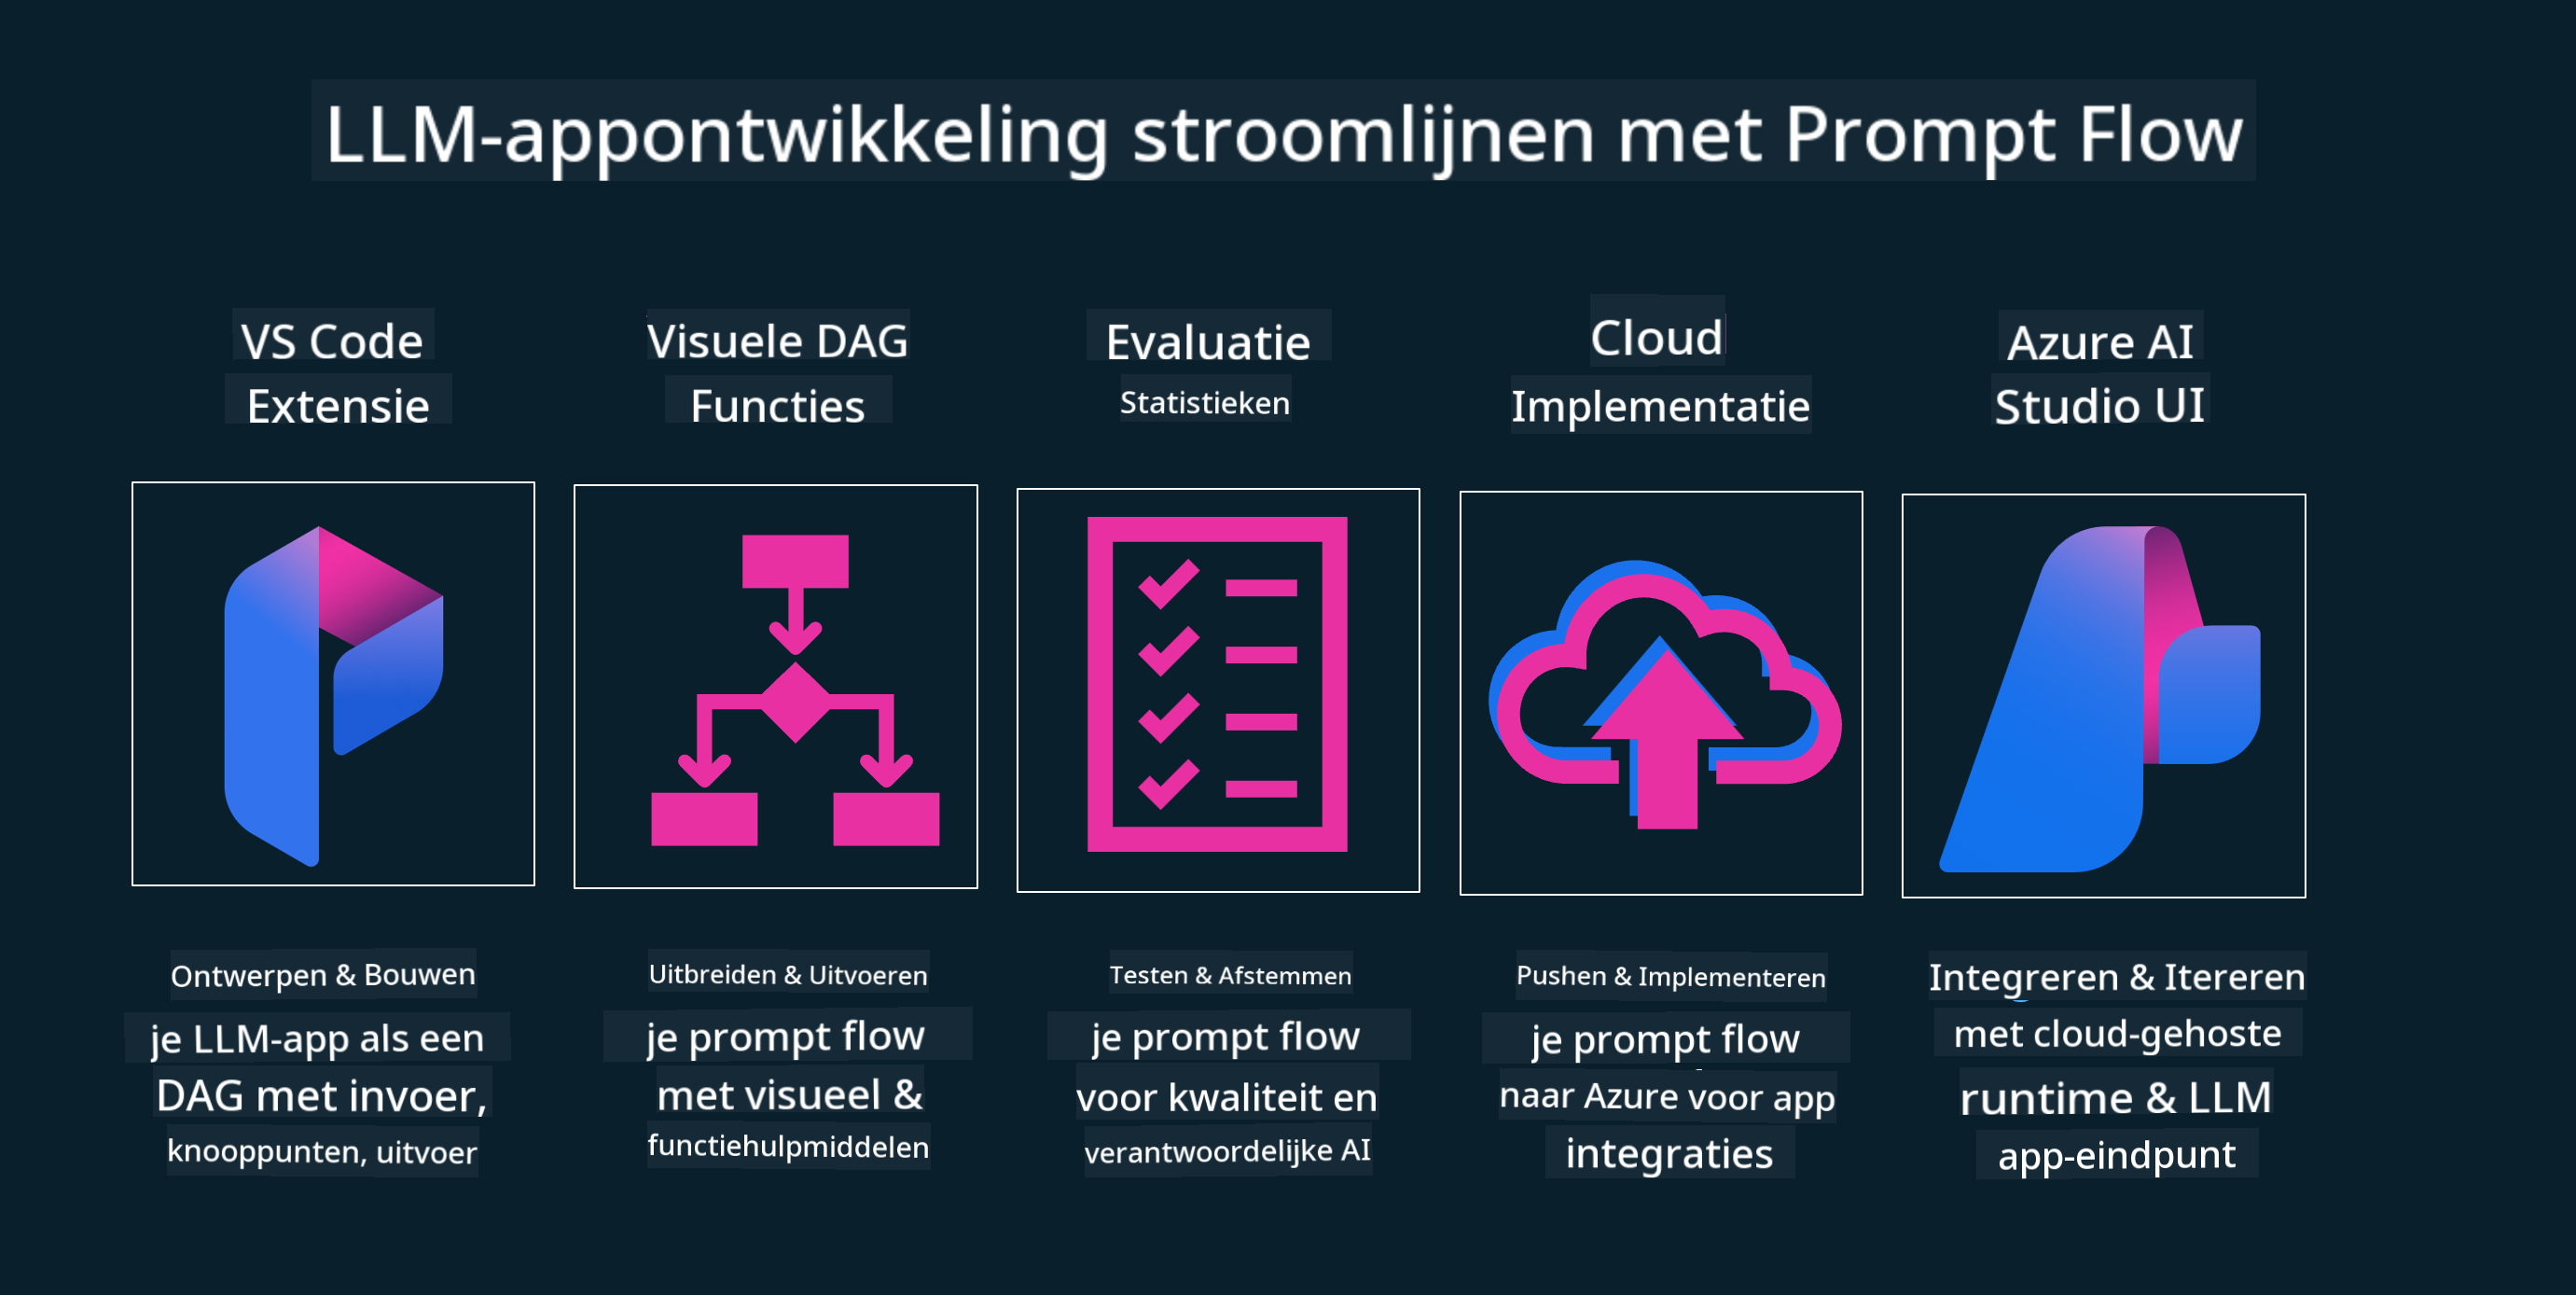 LLM-appontwikkeling stroomlijnen met Prompt Flow
VS Code
Extensie
Visuele DAG
Functies
Evaluatie
Statistieken
Cloud
Implementatie
Azure AI
Studio UI
Ontwerpen & Bouwen
je LLM-app als een
DAG met invoer,
knooppunten, uitvoer
Uitbreiden & Uitvoeren
je prompt flow
met visueel &
functiehulpmiddelen
Testen & Afstemmen
je prompt flow
voor kwaliteit en
verantwoordelijke AI
Pushen & Implementeren
je prompt flow
naar Azure voor app
integraties
Integreren & Itereren
met cloud-gehoste
runtime & LLM
app-eindpunt